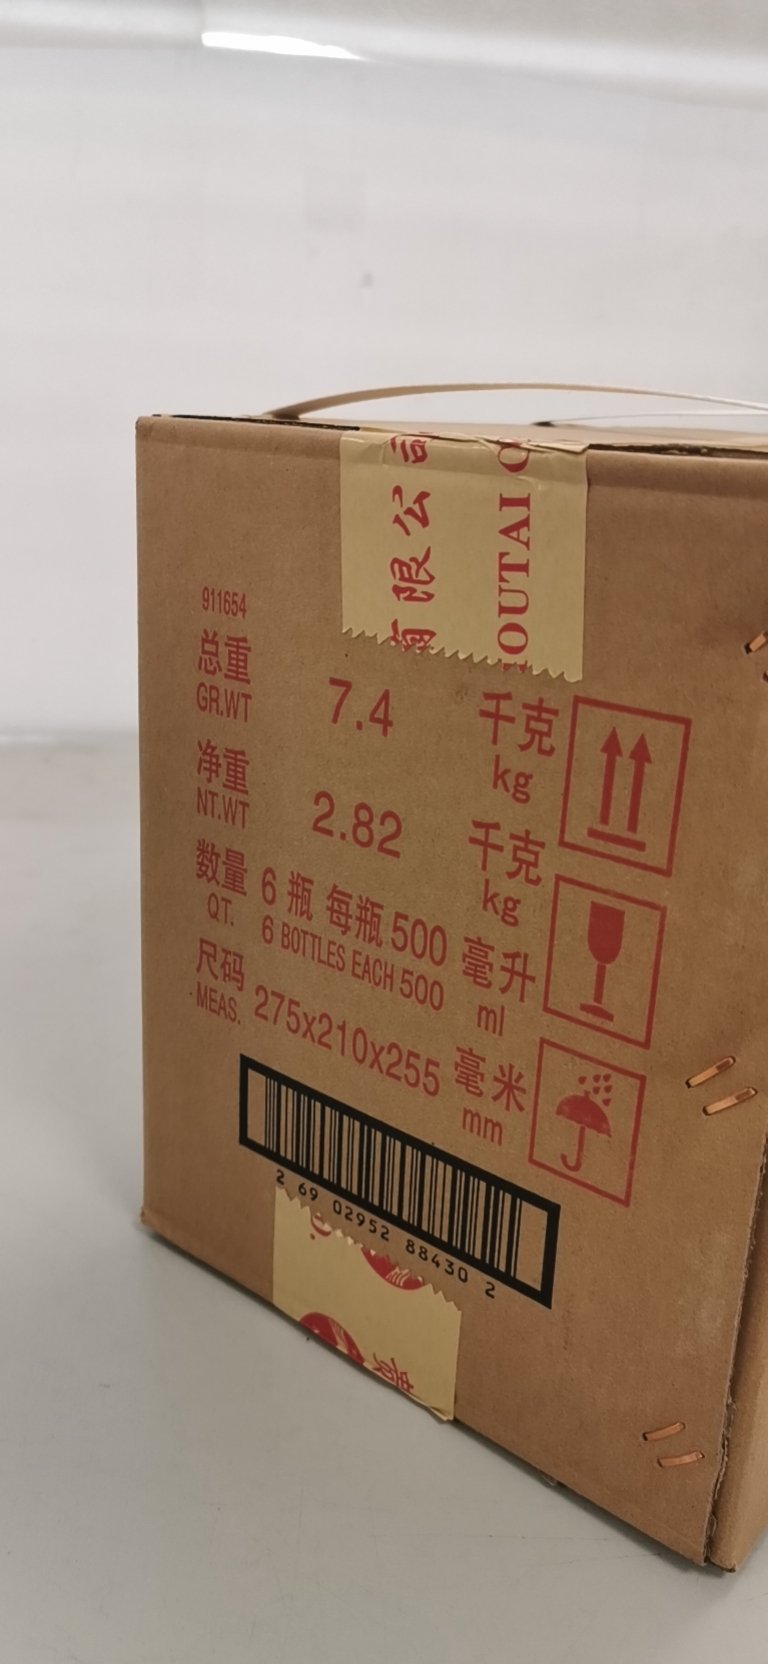 有限公司
OUTAI
911654
总重 7.4 千克
GR.WT kg
净重 2.82 千克
NT.WT kg
数量 6 瓶 每瓶 500 毫升
QT. 6 BOTTLES EACH 500 ml
尺码 275x210x255 毫米
MEAS. mm
2 69 02952 88430 2
贵